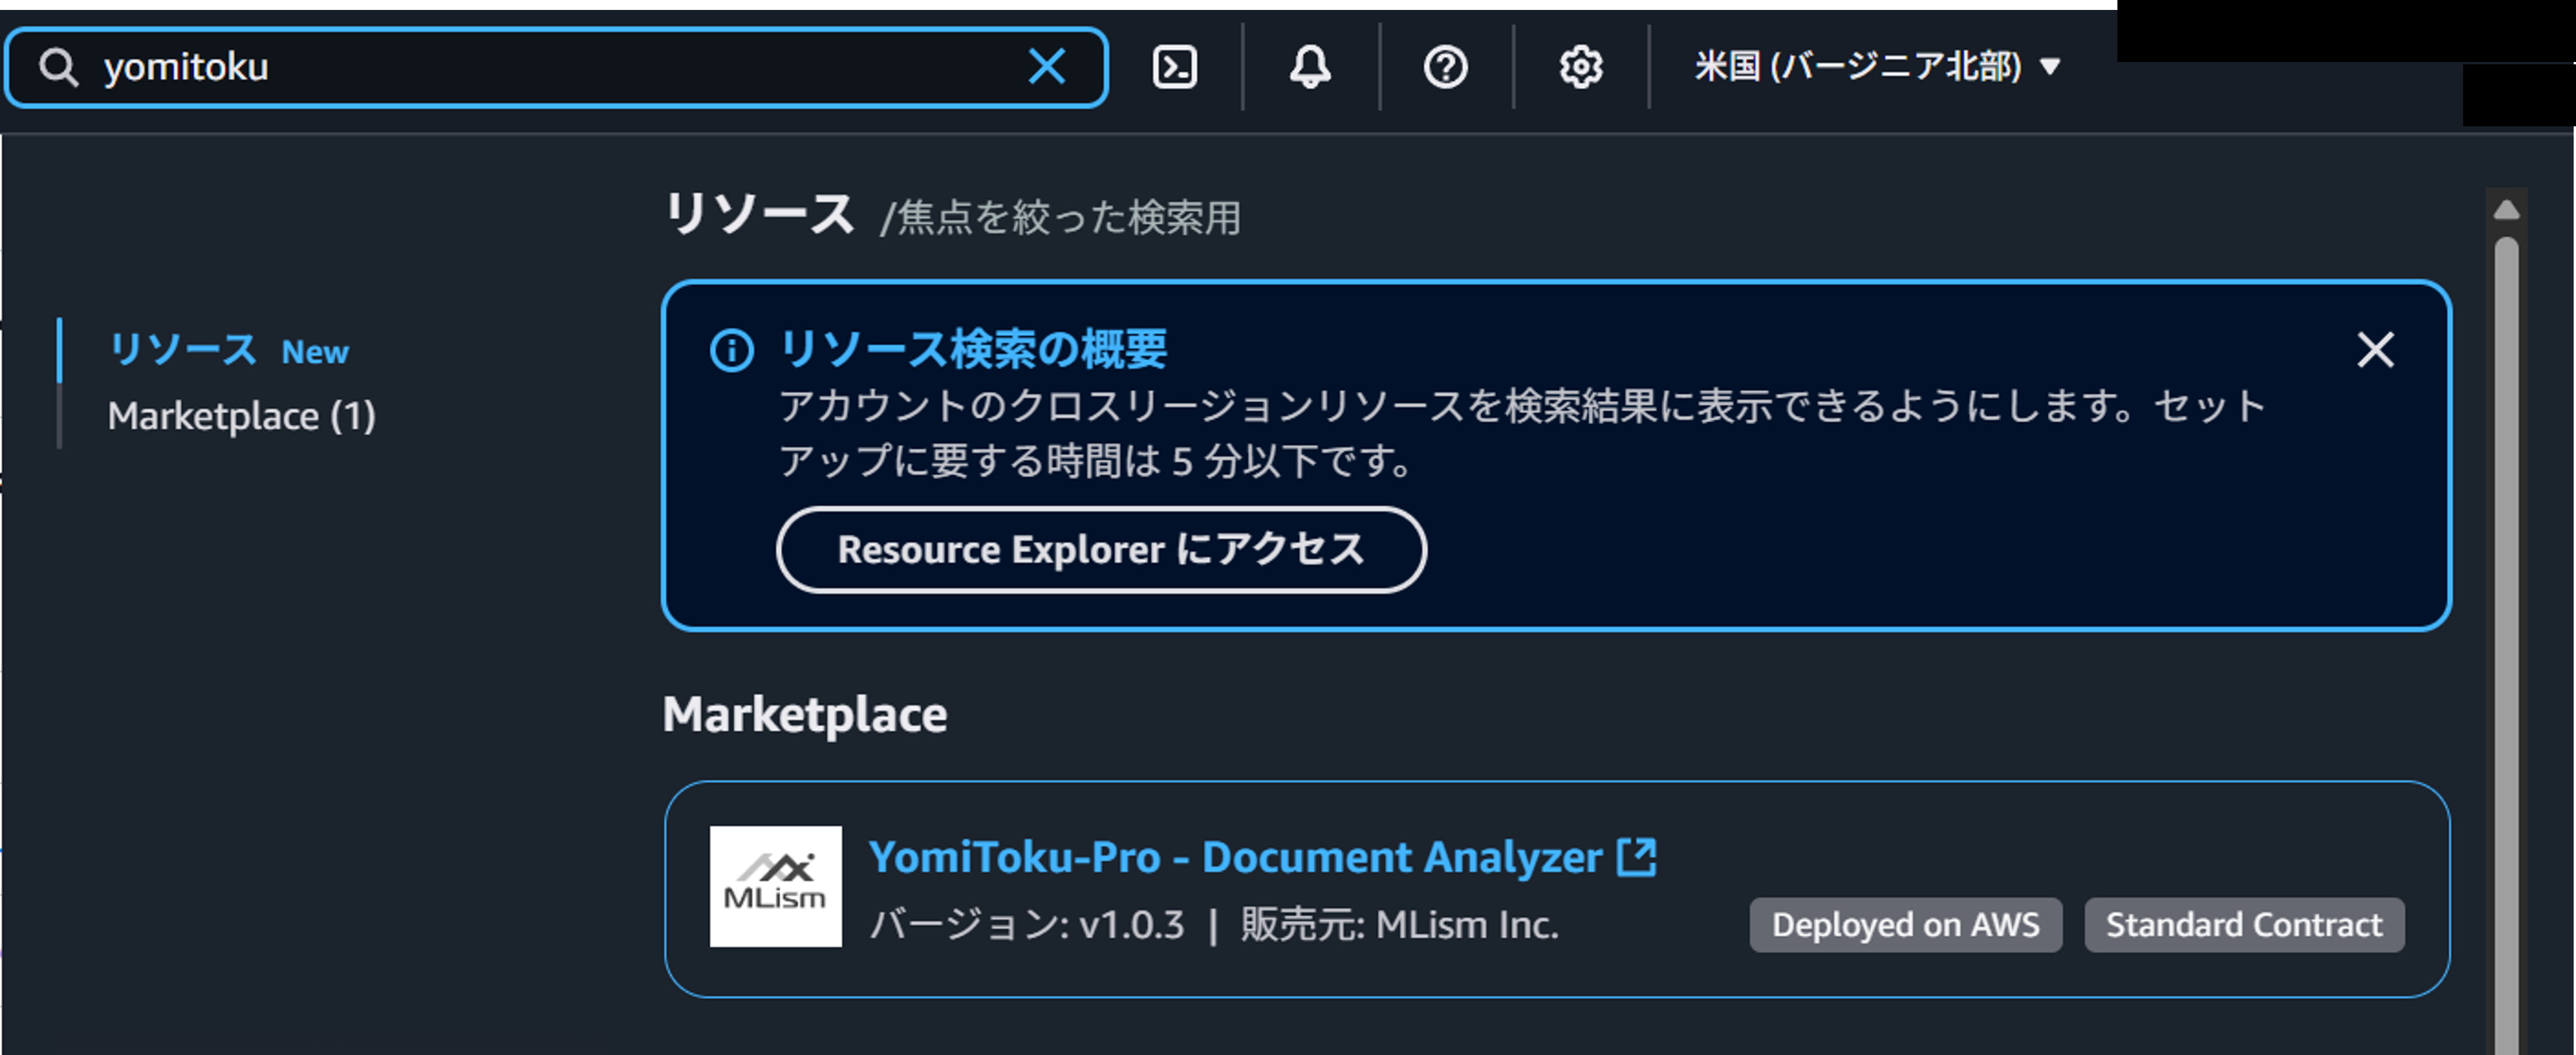 yomitoku
米国 (バージニア北部) ▼
リソース /焦点を絞った検索用
リソース New
Marketplace (1)
リソース検索の概要
アカウントのクロスリージョンリソースを検索結果に表示できるようにします。セット
アップに要する時間は 5 分以下です。
Resource Explorer にアクセス
Marketplace
MLism
YomiToku-Pro - Document Analyzer
バージョン: v1.0.3 | 販売元: MLism Inc.
Deployed on AWS
Standard Contract